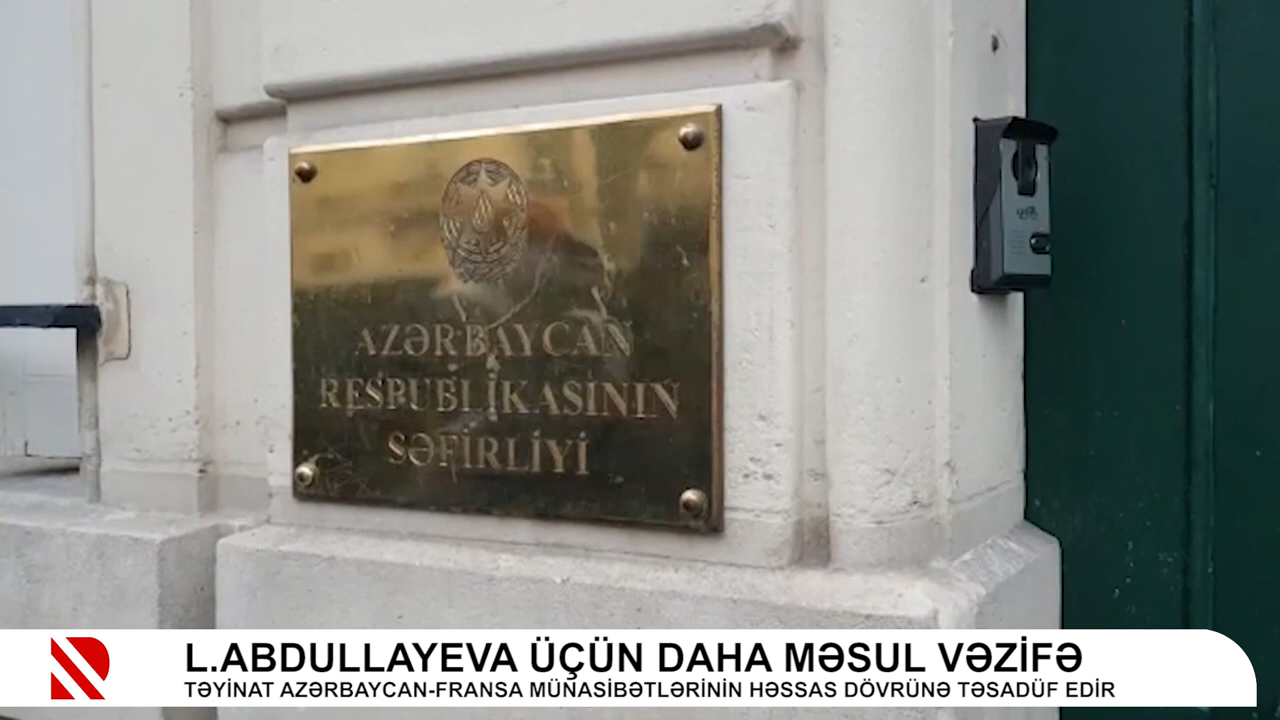 AZƏRBAYCAN
RESPUBLİKASININ
SƏFİRLİYİ
L.ABDULLAYEVA ÜÇÜN DAHA MƏSUL VƏZİFƏ
TƏYİNAT AZƏRBAYCAN-FRANSA MÜNASİBƏTLƏRİNİN HƏSSAS DÖVRÜNƏ TƏSADÜF EDİR